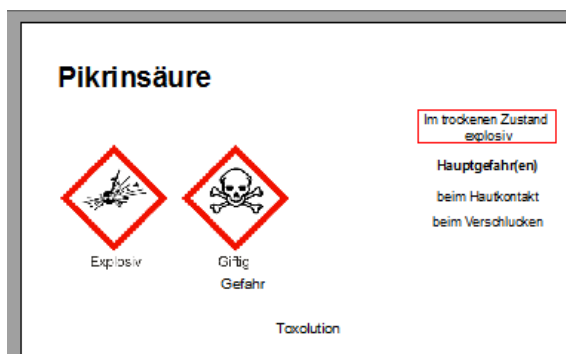 Pikrinsäure
Im trockenen Zustand
explosiv
Hauptgefahr(en)
beim Hautkontakt
beim Verschlucken
Explosiv
Giftig
Gefahr
Toxolution